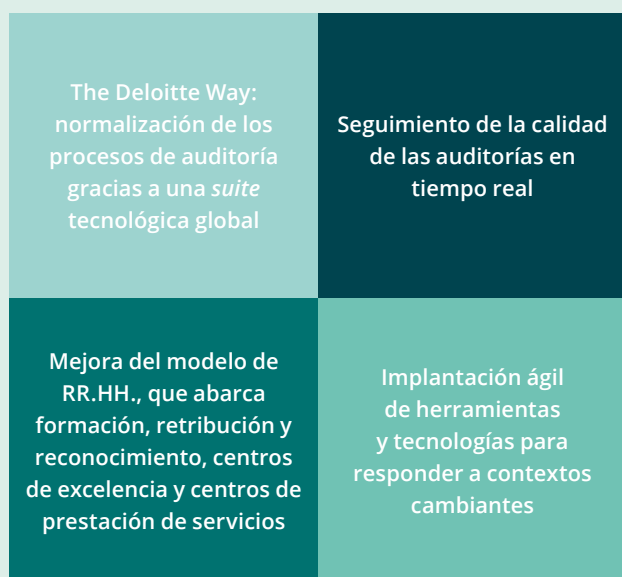 The Deloitte Way:
normalización de los
procesos de auditoría
gracias a una suite
tecnológica global
Seguimiento de la calidad
de las auditorías en
tiempo real
Mejora del modelo de
RR.HH., que abarca
formación, retribución y
reconocimiento, centros
de excelencia y centros de
prestación de servicios
Implantación ágil
de herramientas
y tecnologías para
responder a contextos
cambiantes